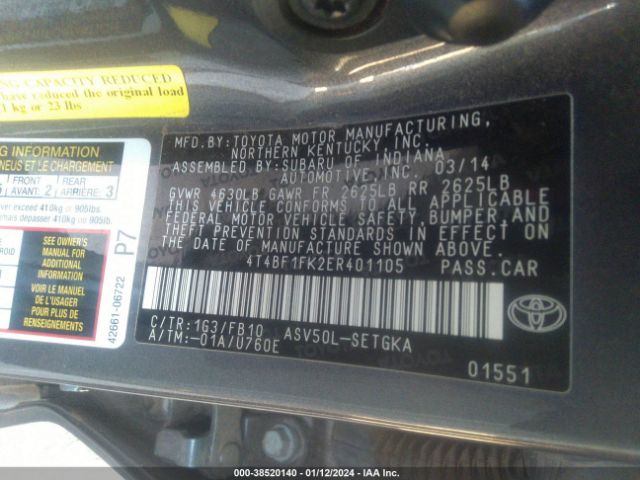 NG CAPACITY REDUCED
have reduced the original load
1 kg or 23 lbs
G INFORMATION
NEUS ET LE CHARGEMENT
FRONT
AVANT: 2
REAR
ARRIÈRE: 3
ver exceed 410kg or 905lbs.
mais dépasser 410kg ou 905lb
SEE OWNER'S
MANUAL FOR
ADDITIONAL
INFORMATION
VOIR LE MANUEL
DE L'USAGER
POUR PLUS DE
RENSEIGNEMENTS
P7
42661-06722
MFD.BY:TOYOTA MOTOR MANUFACTURING,
NORTHERN KENTUCKY, INC.
ASSEMBLED BY:SUBARU OF INDIANA
AUTOMOTIVE, INC. 03/14
GVWR 4630LB GAWR FR 2625LB RR 2625LB
THIS VEHICLE CONFORMS TO ALL APPLICABLE
FEDERAL MOTOR VEHICLE SAFETY, BUMPER,AND
THEFT PREVENTION STANDARDS IN EFFECT ON
THE DATE OF MANUFACTURE SHOWN ABOVE.
4T4BF1FK2ER401105 PASS.CAR
C/TR:1G3/FB10 ASV50L-SETGKA
A/TM:-01A/U760E
01551
000-38520140 - 01/12/2024 - IAA Inc.